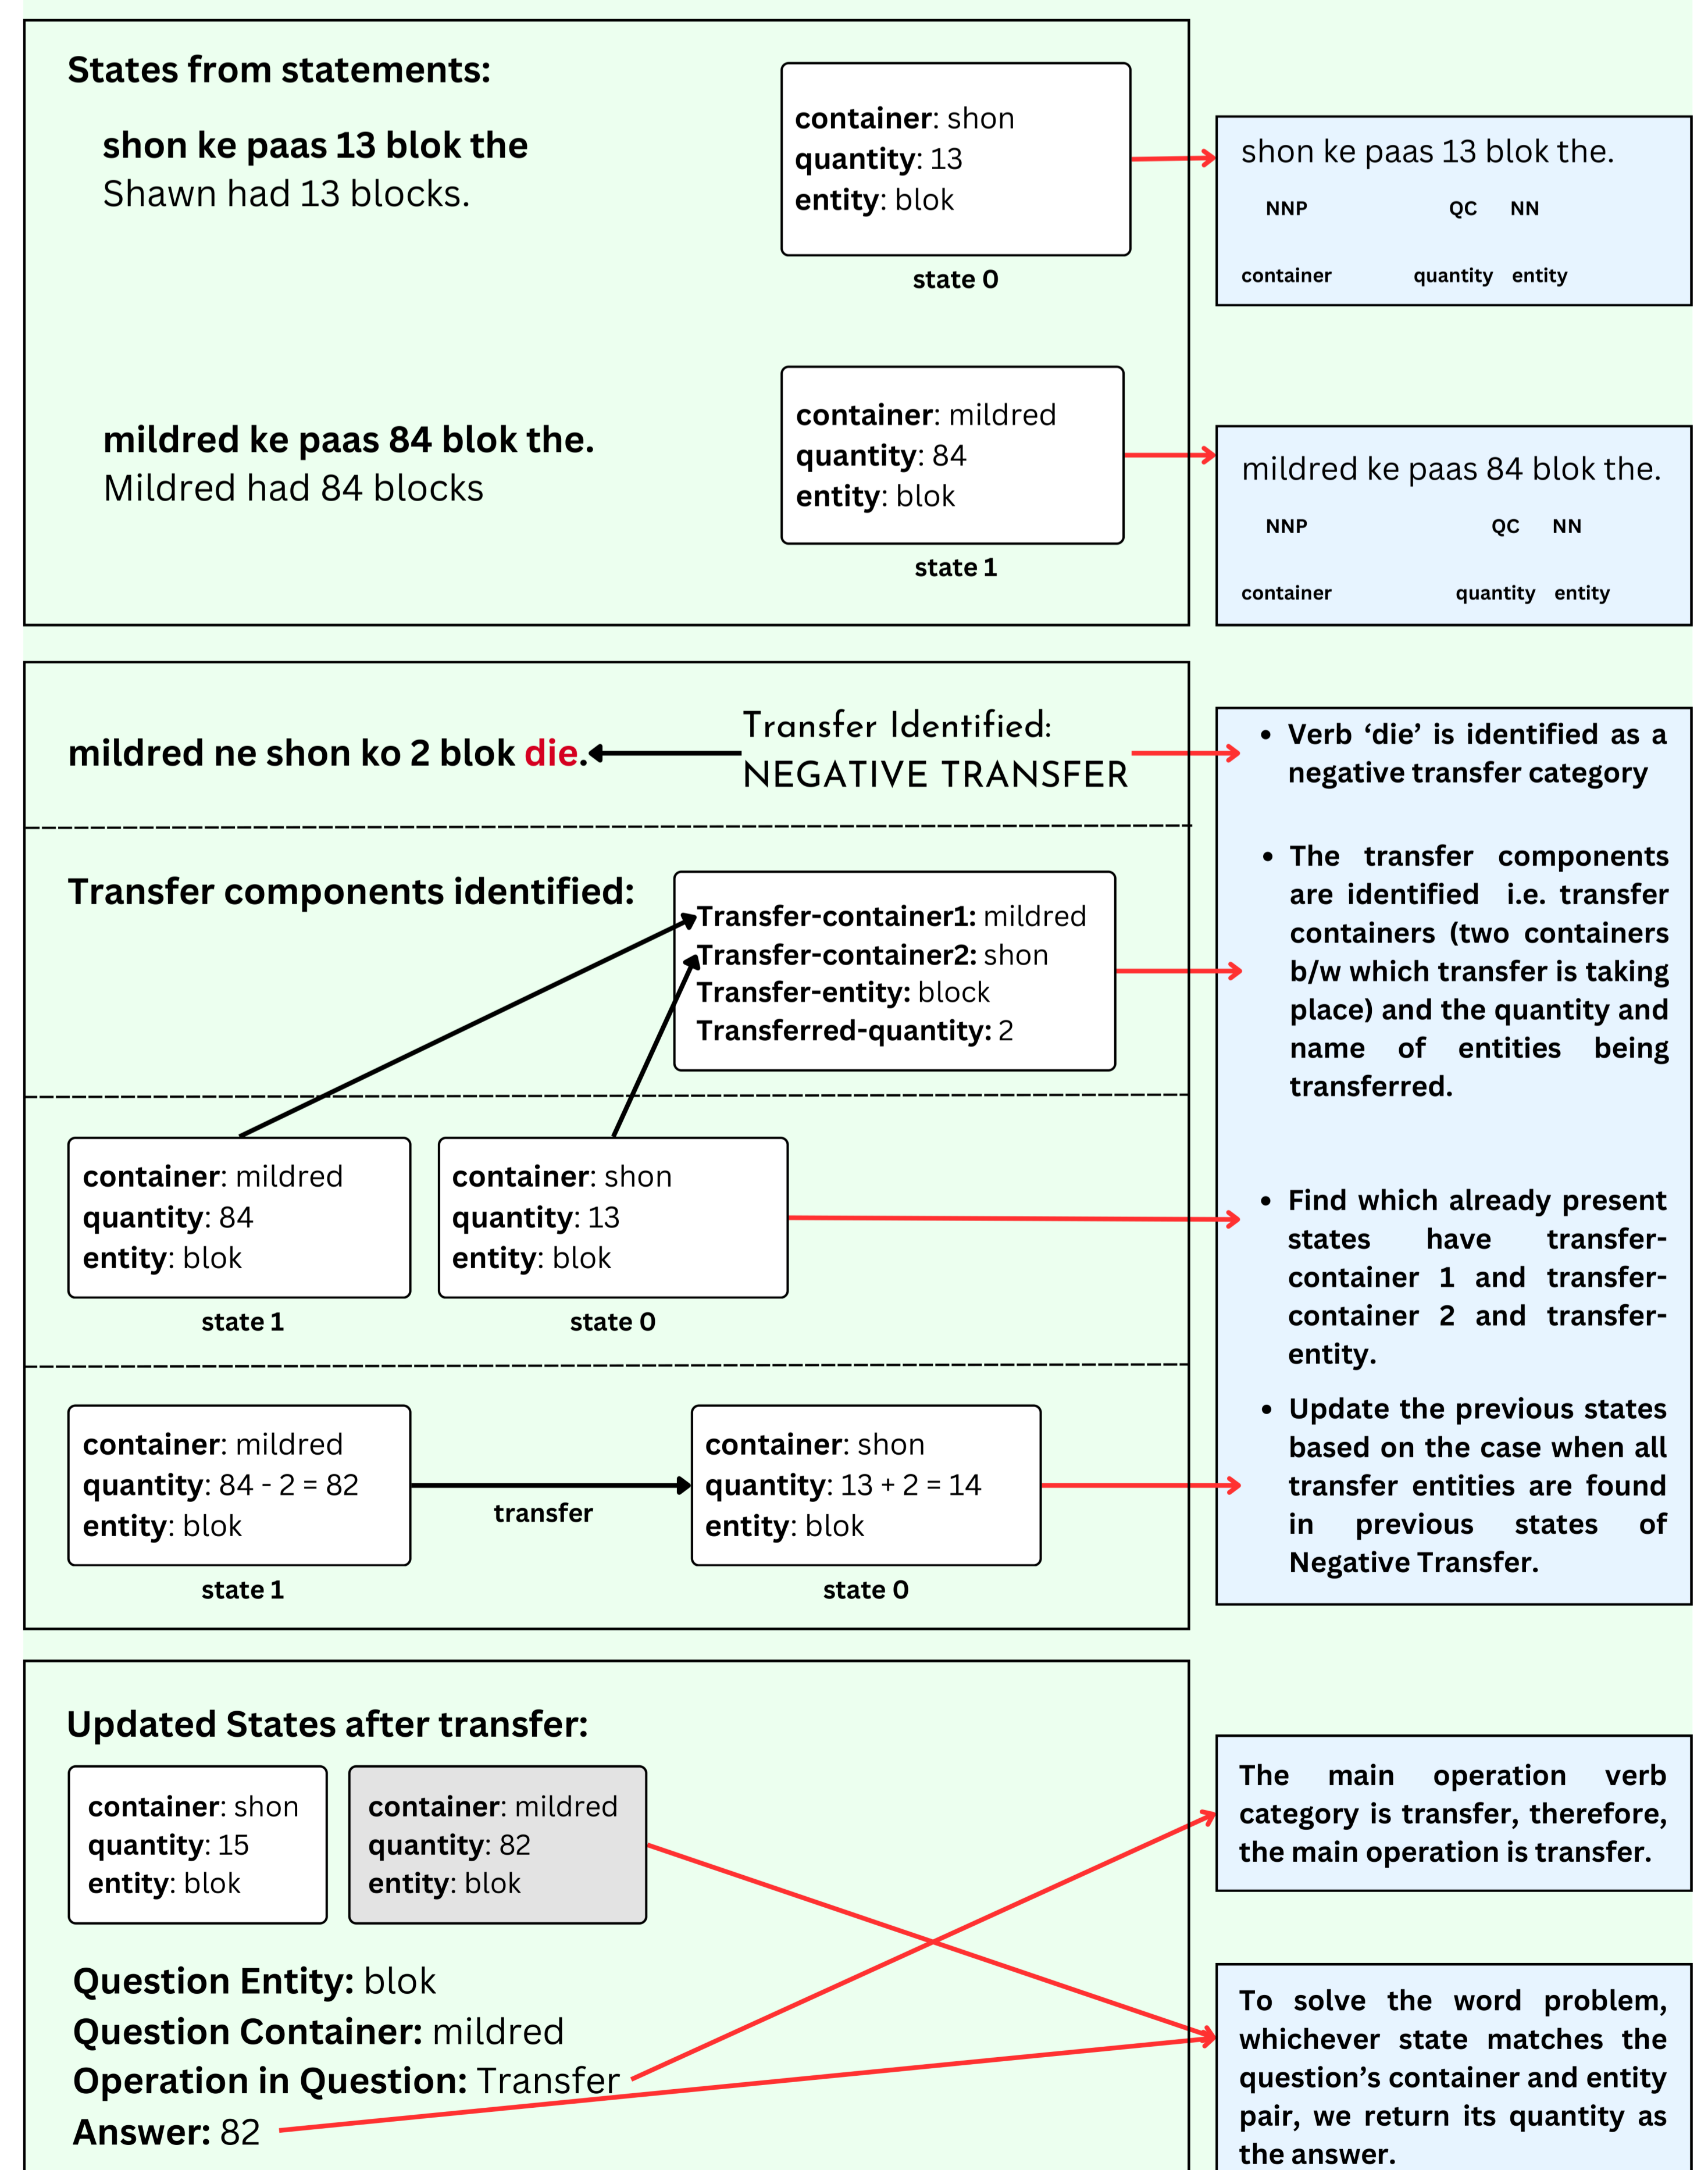 States from statements:
shon ke paas 13 blok the
Shawn had 13 blocks.
container: shon
quantity: 13
entity: blok
state 0
shon ke paas 13 blok the.
NNP QC NN
container quantity entity
mildred ke paas 84 blok the.
Mildred had 84 blocks
container: mildred
quantity: 84
entity: blok
state 1
mildred ke paas 84 blok the.
NNP QC NN
container quantity entity
mildred ne shon ko 2 blok die.
Transfer Identified:
NEGATIVE TRANSFER
• Verb ‘die’ is identified as a
negative transfer category
Transfer components identified:
Transfer-container1: mildred
Transfer-container2: shon
Transfer-entity: block
Transferred-quantity: 2
• The transfer components
are identified i.e. transfer
containers (two containers
b/w which transfer is taking
place) and the quantity and
name of entities being
transferred.
container: mildred
quantity: 84
entity: blok
state 1
container: shon
quantity: 13
entity: blok
state 0
• Find which already present
states have transfer-
container 1 and transfer-
container 2 and transfer-
entity.
container: mildred
quantity: 84 - 2 = 82
entity: blok
state 1
transfer
container: shon
quantity: 13 + 2 = 14
entity: blok
state 0
• Update the previous states
based on the case when all
transfer entities are found
in previous states of
Negative Transfer.
Updated States after transfer:
container: shon
quantity: 15
entity: blok
container: mildred
quantity: 82
entity: blok
The main operation verb
category is transfer, therefore,
the main operation is transfer.
Question Entity: blok
Question Container: mildred
Operation in Question: Transfer
Answer: 82
To solve the word problem,
whichever state matches the
question’s container and entity
pair, we return its quantity as
the answer.